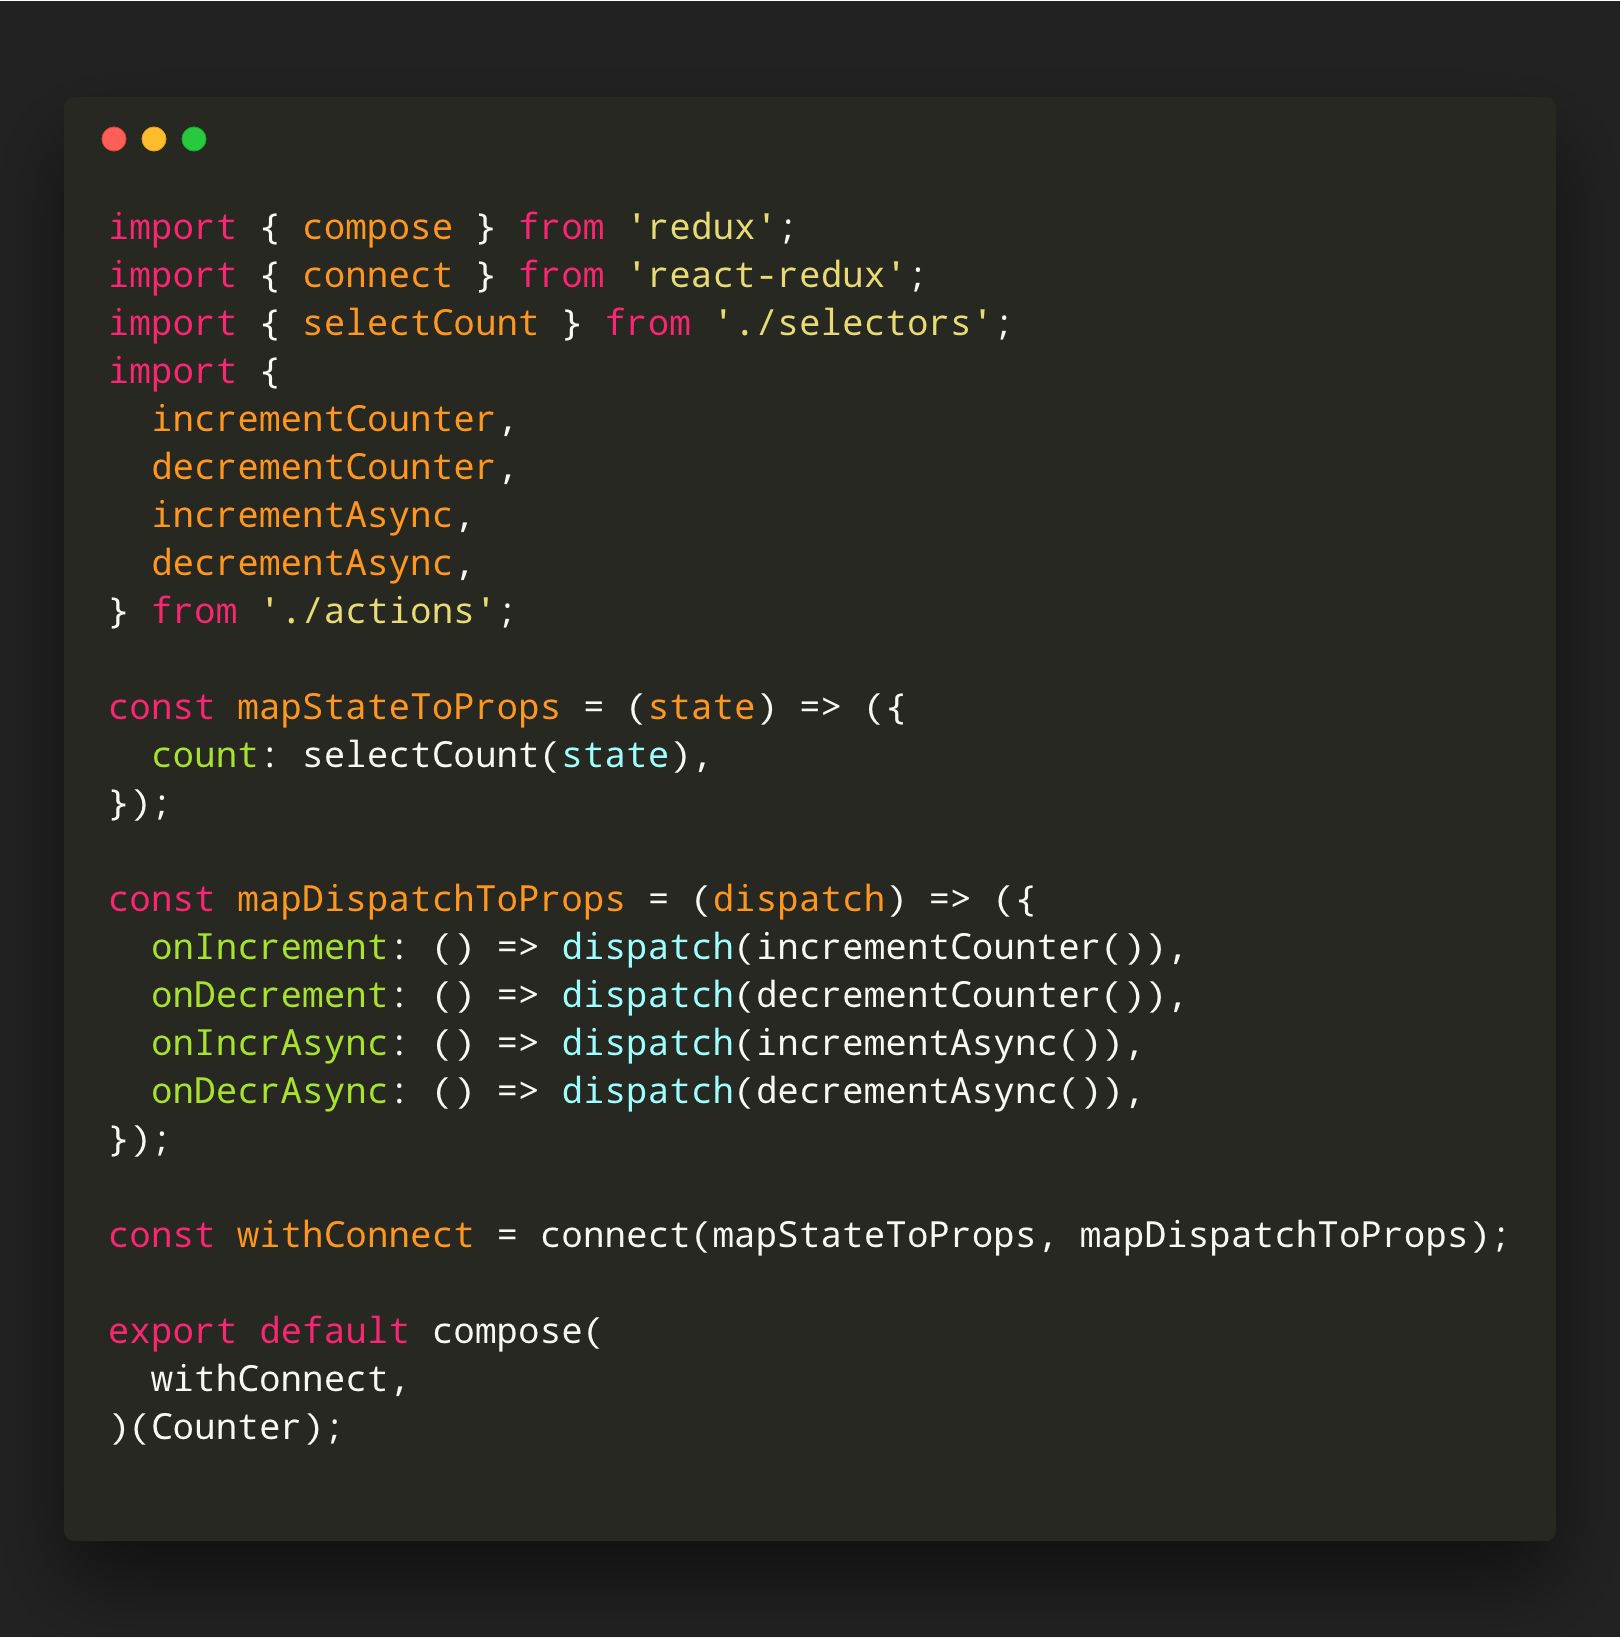 import { compose } from 'redux';
import { connect } from 'react-redux';
import { selectCount } from './selectors';
import {
  incrementCounter,
  decrementCounter,
  incrementAsync,
  decrementAsync,
} from './actions';

const mapStateToProps = (state) => ({
  count: selectCount(state),
});

const mapDispatchToProps = (dispatch) => ({
  onIncrement: () => dispatch(incrementCounter()),
  onDecrement: () => dispatch(decrementCounter()),
  onIncrAsync: () => dispatch(incrementAsync()),
  onDecrAsync: () => dispatch(decrementAsync()),
});

const withConnect = connect(mapStateToProps, mapDispatchToProps);

export default compose(
  withConnect,
)(Counter);